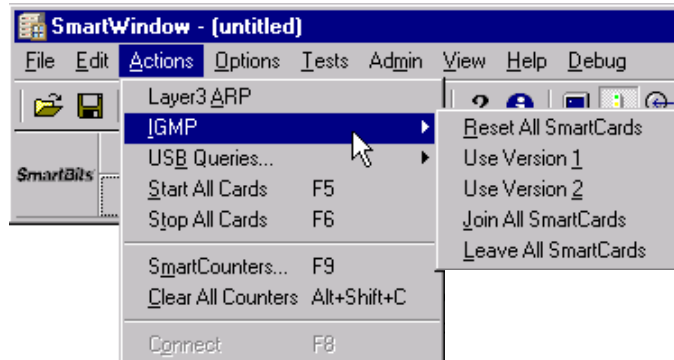 SmartWindow - (untitled)
File Edit Actions Options Tests Admin View Help Debug
SmartBits
Layer3 ARP
IGMP
USB Queries...
Start All Cards F5
Stop All Cards F6
SmartCounters... F9
Clear All Counters Alt+Shift+C
Connect F8
Reset All SmartCards
Use Version 1
Use Version 2
Join All SmartCards
Leave All SmartCards